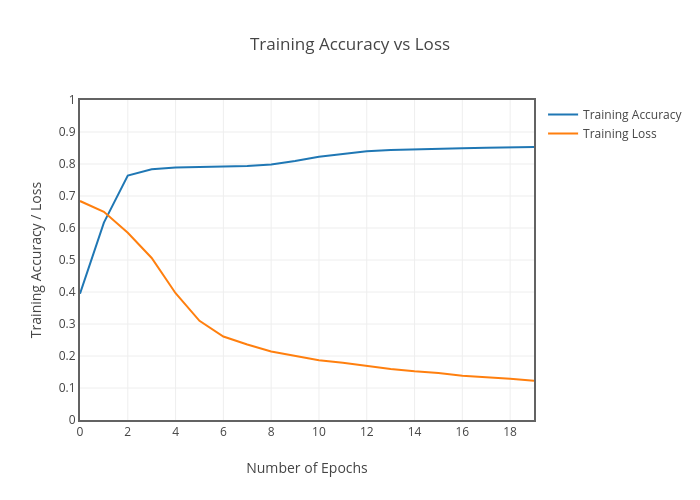 Training Accuracy vs Loss
Training Accuracy
Training Loss
Training Accuracy / Loss
1
0.9
0.8
0.7
0.6
0.5
0.4
0.3
0.2
0.1
0
0 2 4 6 8 10 12 14 16 18
Number of Epochs